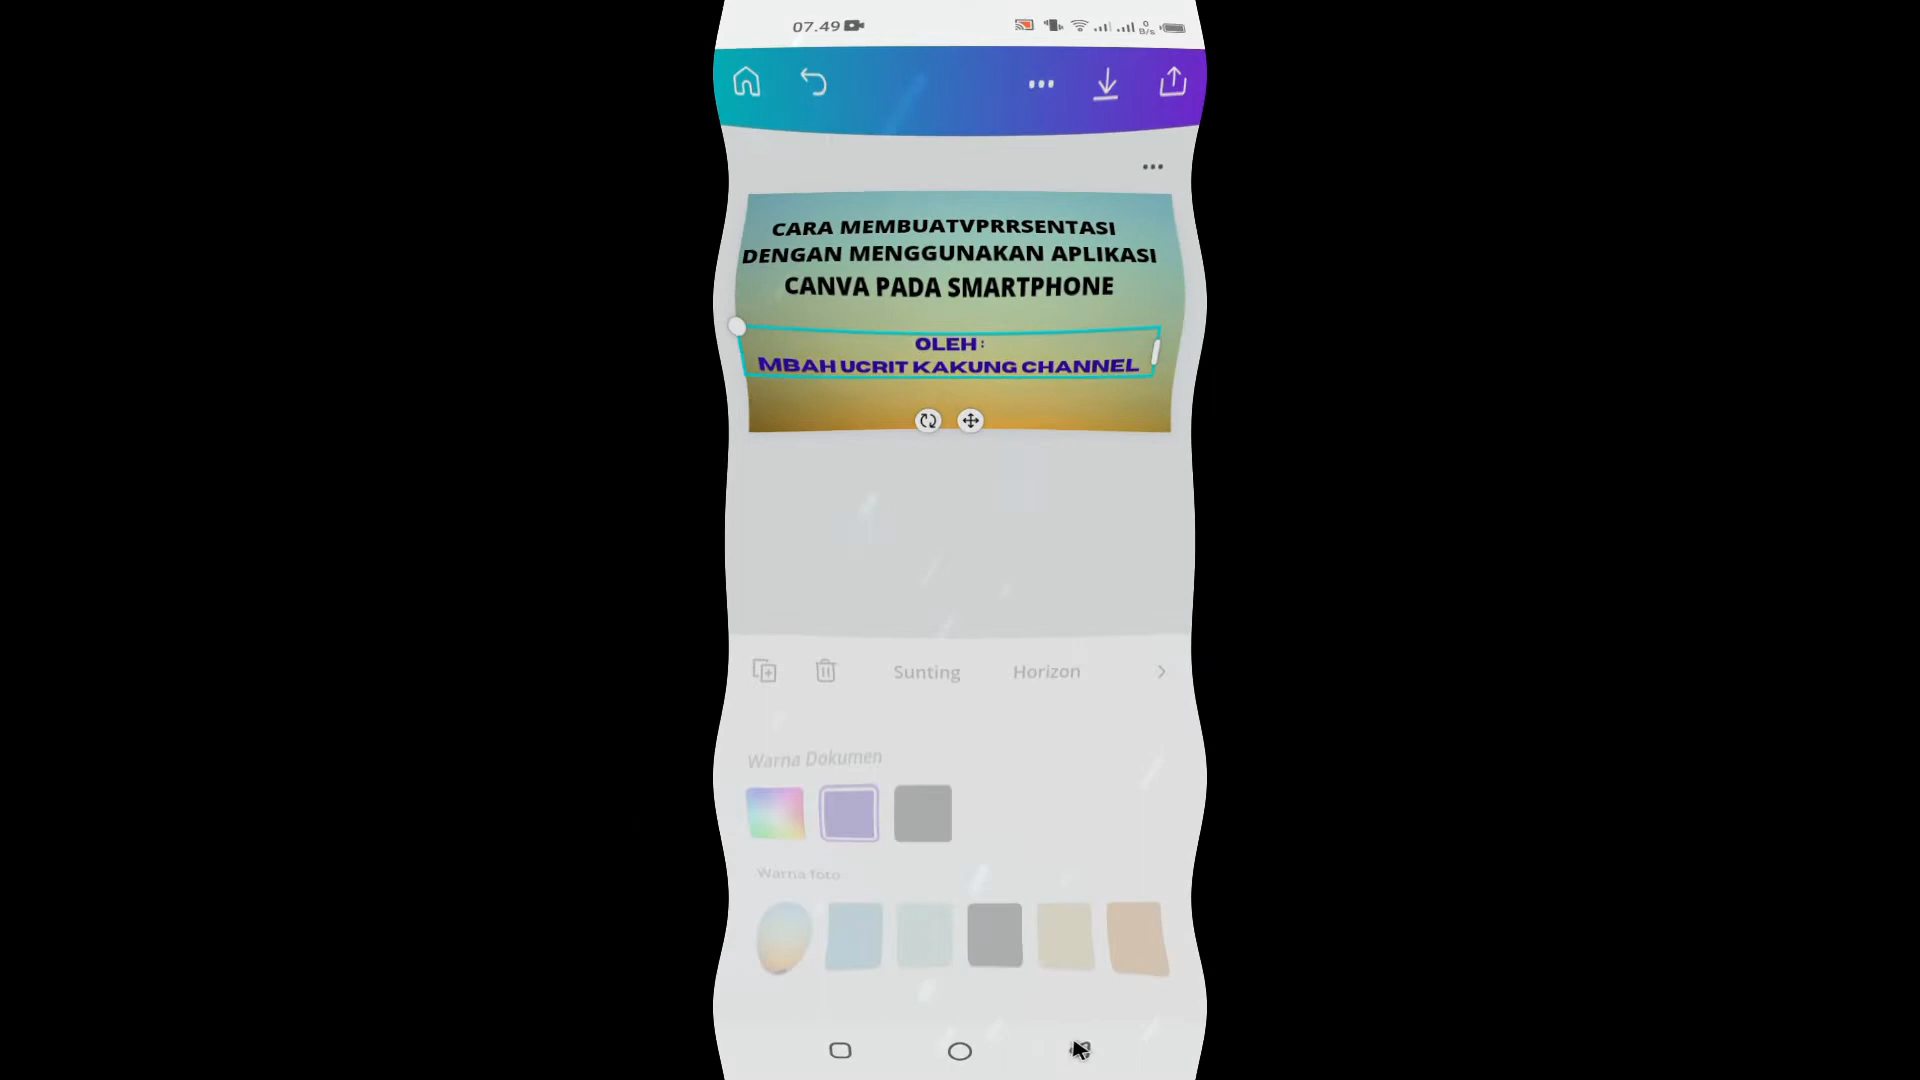 07.49
0
B/s
CARA MEMBUATVPRRSENTASI
DENGAN MENGGUNAKAN APLIKASI
CANVA PADA SMARTPHONE
OLEH :
MBAH UCRIT KAKUNG CHANNEL
Sunting Horizon
Warna Dokumen
Warna foto